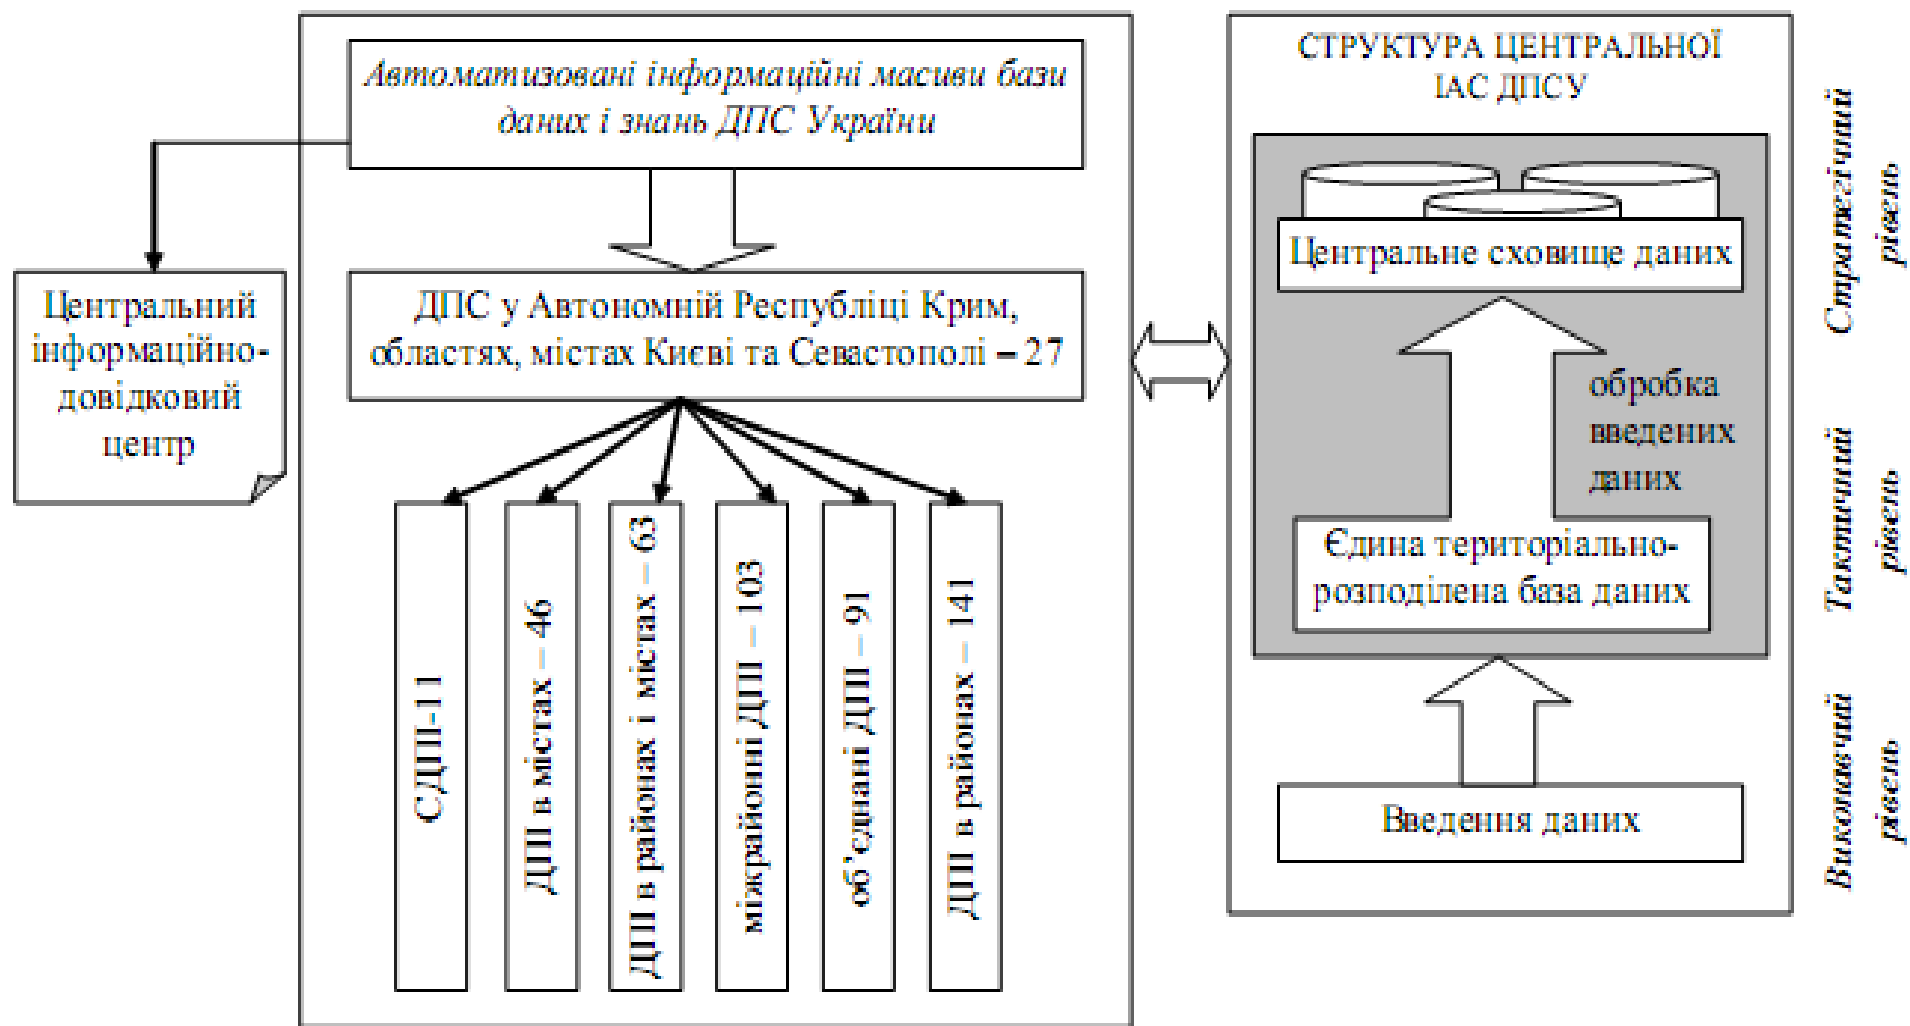 Автоматизовані інформаційні масиви бази
даних і знань ДПС України
Центральний
інформаційно-
довідковий
центр
ДПС у Автономній Республіці Крим,
областях, містах Києві та Севастополі – 27
СДПІ-11
ДПІ в містах – 46
ДПІ в районах і містах – 63
міжрайонні ДПІ – 103
об’єднані ДПІ – 91
ДПІ в районах – 141
СТРУКТУРА ЦЕНТРАЛЬНОЇ
ІАС ДПСУ
Центральне сховище даних
обробка
введених
даних
Єдина територіально-
розподілена база даних
Введення даних
Стратегічний
рівень
Тактичний
рівень
Виконавчий
рівень